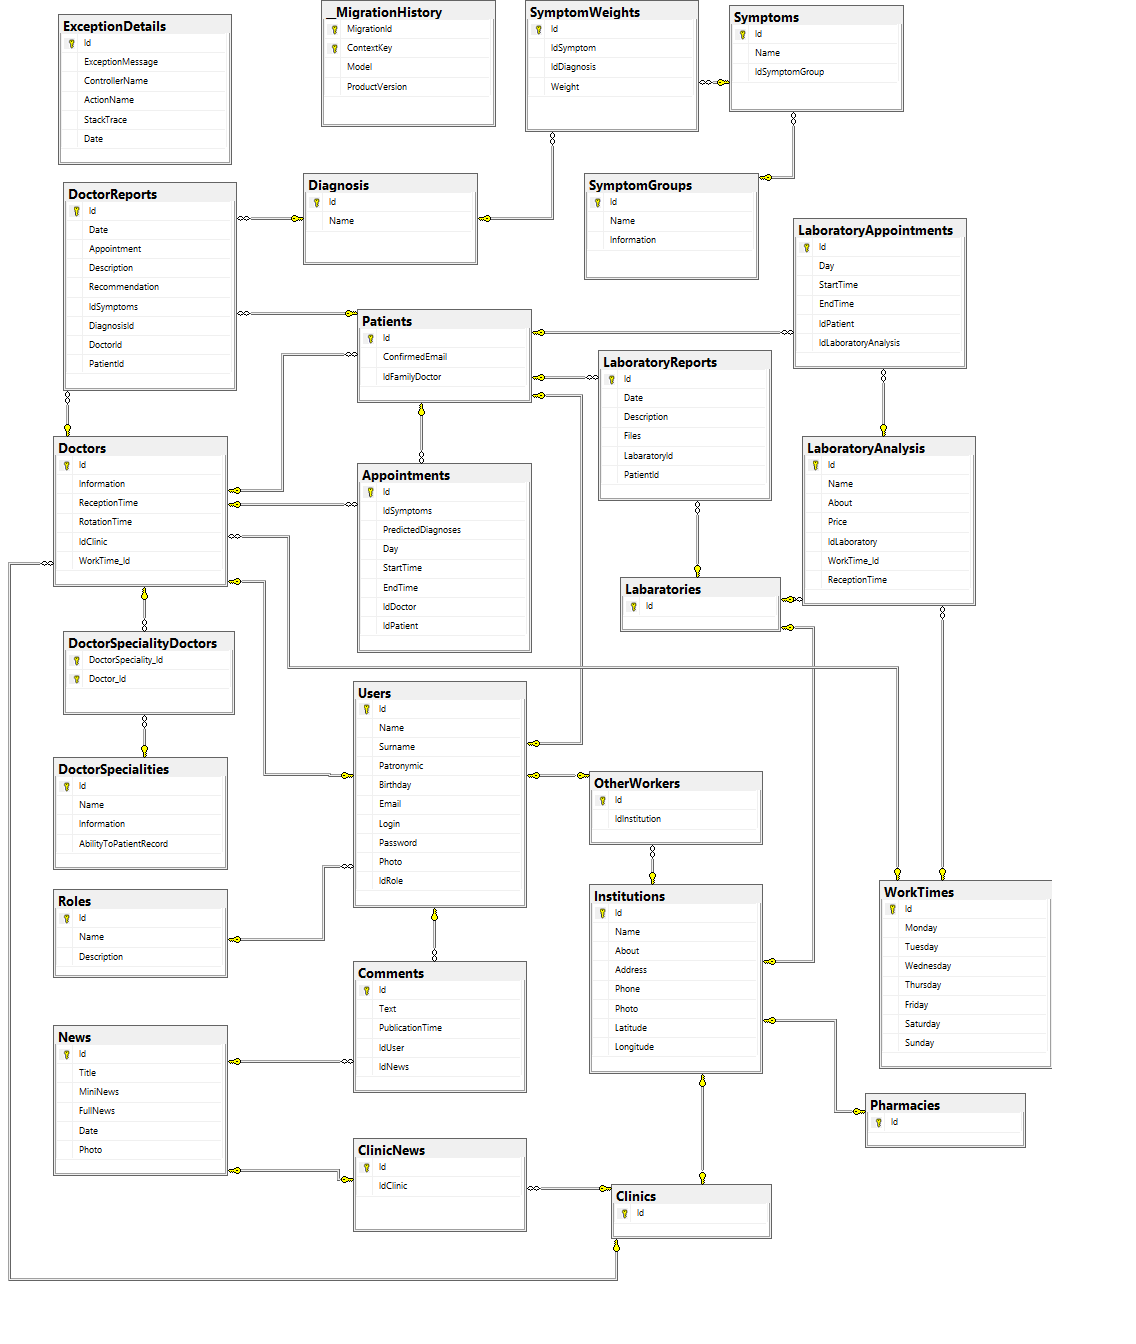 ExceptionDetails
Id
ExceptionMessage
ControllerName
ActionName
StackTrace
Date
__MigrationHistory
MigrationId
ContextKey
Model
ProductVersion
SymptomWeights
Id
IdSymptom
IdDiagnosis
Weight
Symptoms
Id
Name
IdSymptomGroup
DoctorReports
Id
Date
Appointment
Description
Recommendation
IdSymptoms
DiagnosisId
DoctorId
PatientId
Diagnosis
Id
Name
SymptomGroups
Id
Name
Information
LaboratoryAppointments
Id
Day
StartTime
EndTime
IdPatient
IdLaboratoryAnalysis
Patients
Id
ConfirmedEmail
IdFamilyDoctor
LaboratoryReports
Id
Date
Description
Files
LabaratoryId
PatientId
Doctors
Id
Information
ReceptionTime
RotationTime
IdClinic
WorkTime_Id
Appointments
Id
IdSymptoms
PredictedDiagnoses
Day
StartTime
EndTime
IdDoctor
IdPatient
LaboratoryAnalysis
Id
Name
About
Price
IdLaboratory
WorkTime_Id
ReceptionTime
Labaratories
Id
DoctorSpecialityDoctors
DoctorSpeciality_Id
Doctor_Id
Users
Id
Name
Surname
Patronymic
Birthday
Email
Login
Password
Photo
IdRole
DoctorSpecialities
Id
Name
Information
AbilityToPatientRecord
OtherWorkers
Id
IdInstitution
Roles
Id
Name
Description
Institutions
Id
Name
About
Address
Phone
Photo
Latitude
Longitude
WorkTimes
Id
Monday
Tuesday
Wednesday
Thursday
Friday
Saturday
Sunday
Comments
Id
Text
PublicationTime
IdUser
IdNews
News
Id
Title
MiniNews
FullNews
Date
Photo
Pharmacies
Id
ClinicNews
Id
IdClinic
Clinics
Id